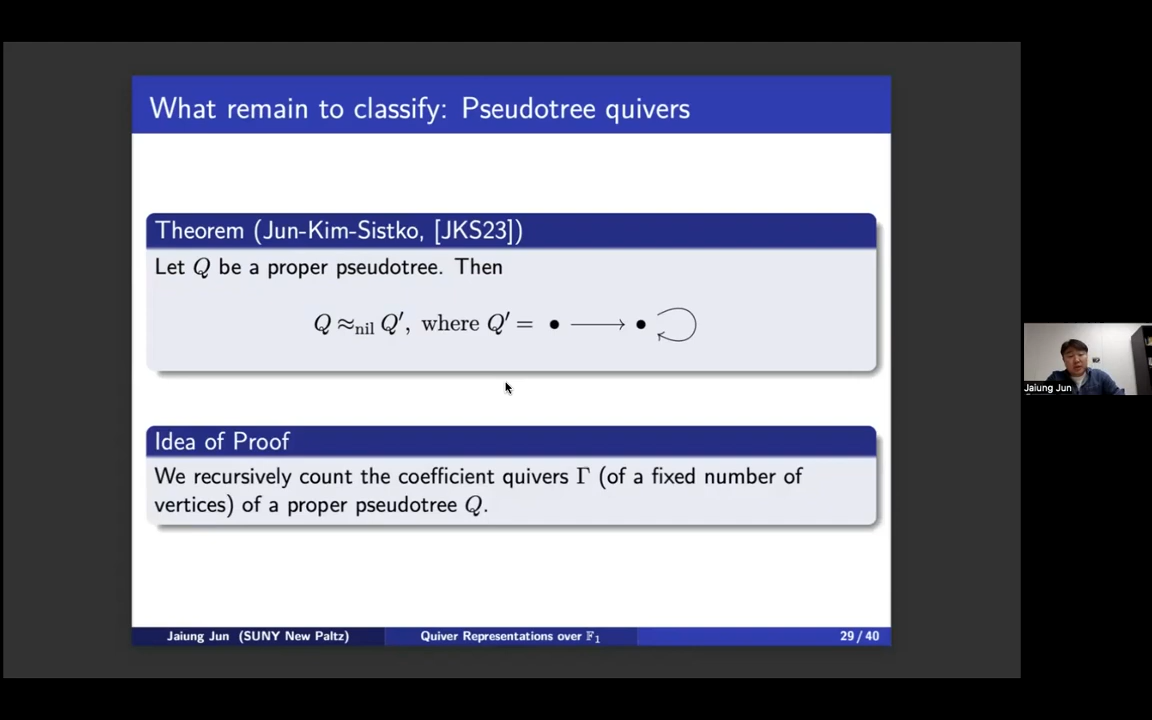 What remain to classify: Pseudotree quivers
Theorem (Jun-Kim-Sistko, [JKS23])
Let Q be a proper pseudotree. Then
Q ≈nil Q′, where Q′ = • ⟶ •
Idea of Proof
We recursively count the coefficient quivers Γ (of a fixed number of
vertices) of a proper pseudotree Q.
Jaiung Jun (SUNY New Paltz)
Quiver Representations over 𝔽₁
29 / 40
Jaiung Jun